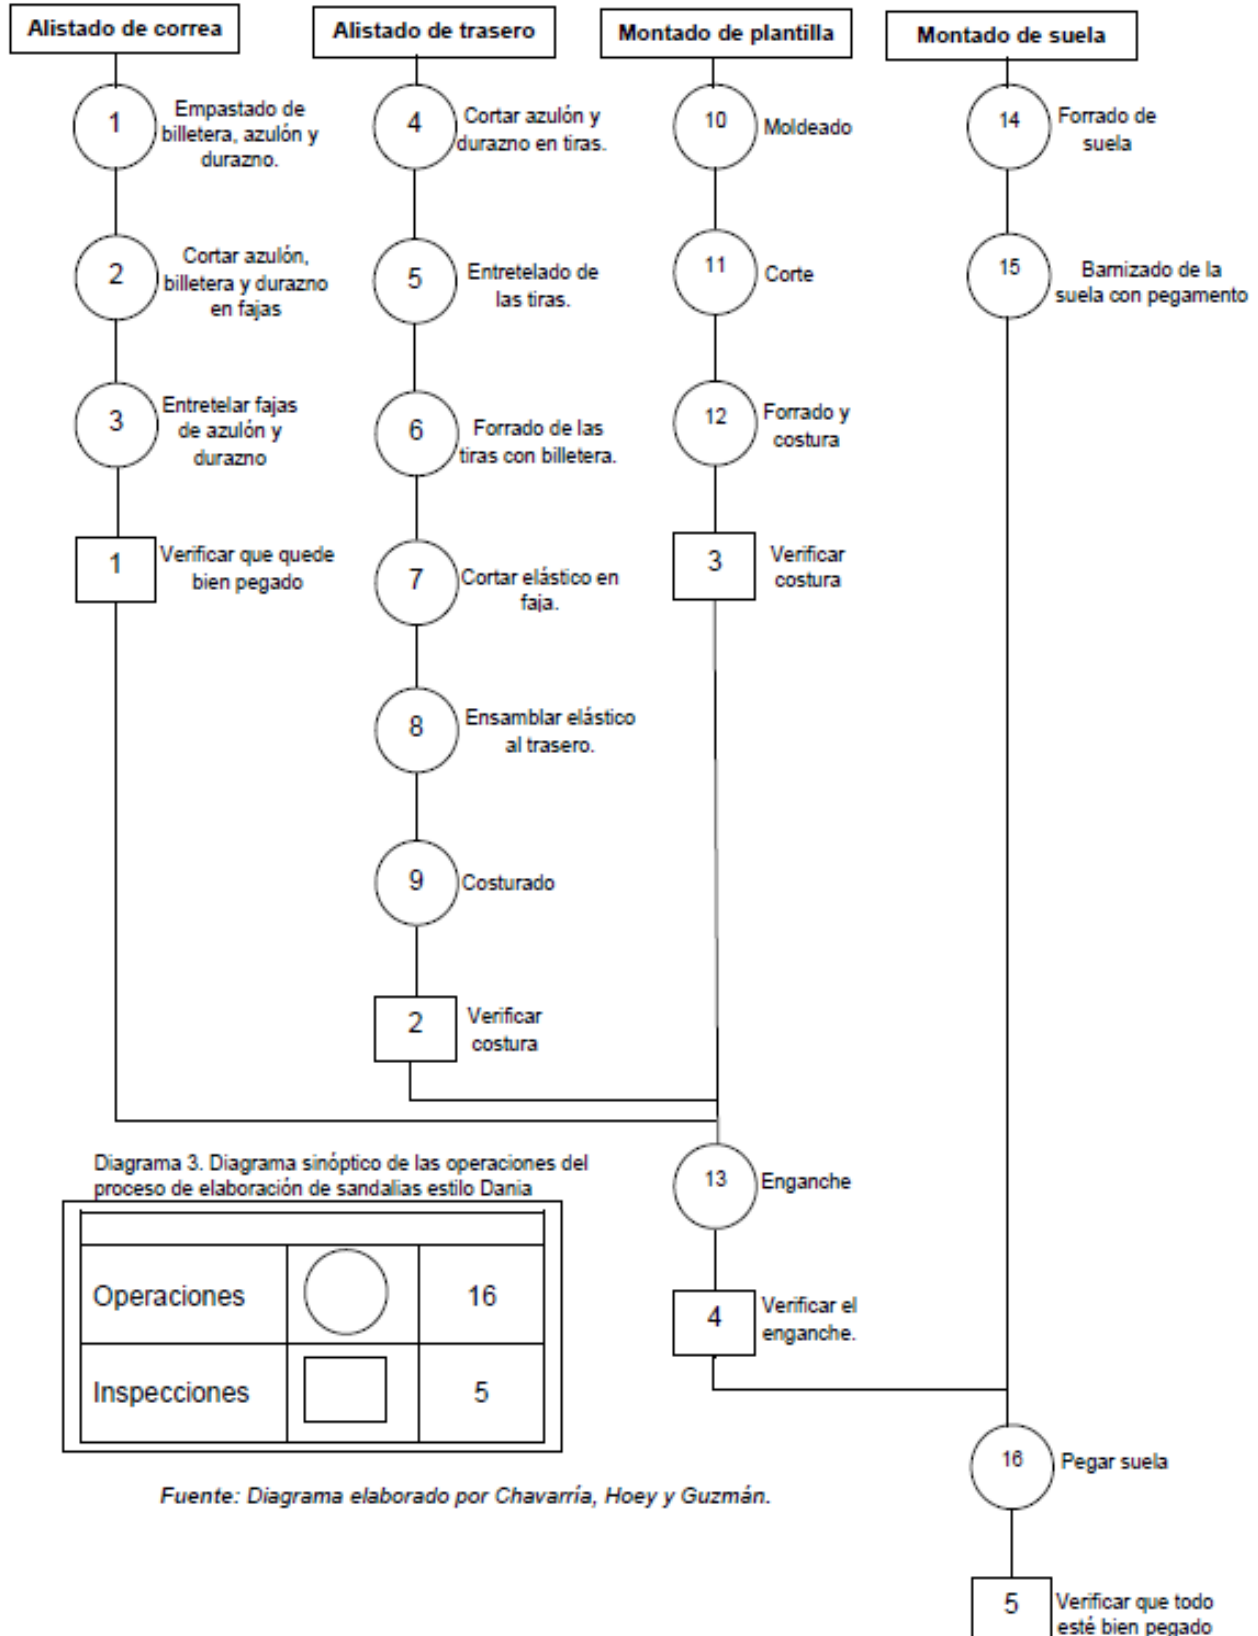 Alistado de correa
1
Empastado de
billetera, azulón y
durazno.
2
Cortar azulón,
billetera y durazno
en fajas
3
Entretelar fajas
de azulón y
durazno
1
Verificar que quede
bien pegado
Alistado de trasero
4
Cortar azulón y
durazno en tiras.
5
Entretelado de
las tiras.
6
Forrado de las
tiras con billetera.
7
Cortar elástico en
faja.
8
Ensamblar elástico
al trasero.
9
Costurado
2
Verificar
costura
Montado de plantilla
10
Moldeado
11
Corte
12
Forrado y
costura
3
Verificar
costura
13
Enganche
4
Verificar el
enganche.
Montado de suela
14
Forrado de
suela
15
Barnizado de la
suela con pegamento
16
Pegar suela
5
Verificar que todo
esté bien pegado
Diagrama 3. Diagrama sinóptico de las operaciones del
proceso de elaboración de sandalias estilo Dania
Operaciones 16
Inspecciones 5
Fuente: Diagrama elaborado por Chavarría, Hoey y Guzmán.